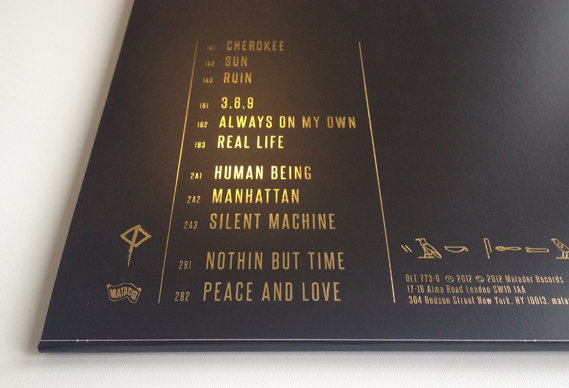 1A1 CHEROKEE
1A2 SUN
1A3 RUIN
1B1 3,6,9
1B2 ALWAYS ON MY OWN
1B3 REAL LIFE
2A1 HUMAN BEING
2A2 MANHATTAN
2A3 SILENT MACHINE
2B1 NOTHIN BUT TIME
2B2 PEACE AND LOVE
MATADOR
OLE 773-0 ℗ 2012 © 2012 Matador Records
17-19 Alma Road London SW18 1AA
304 Hudson Street New York, NY 10013.